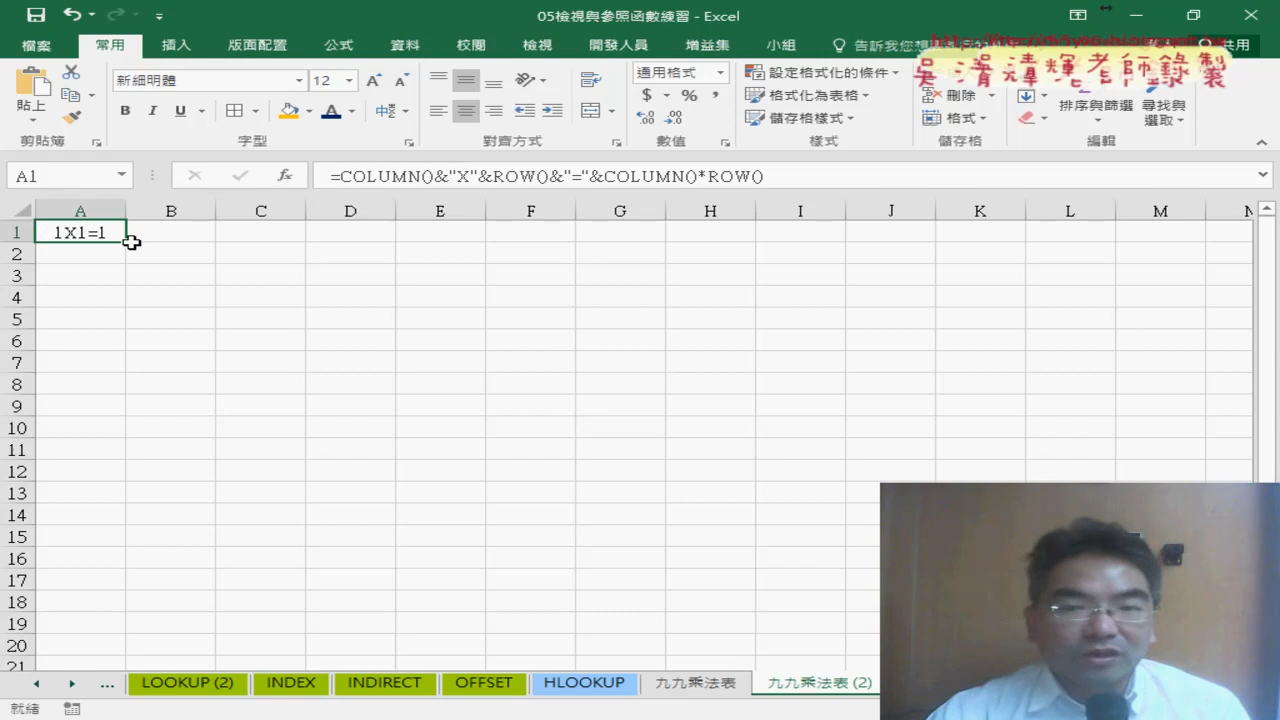 05檢視與參照函數練習 - Excel
檔案 常用 插入 版面配置 公式 資料 校閱 檢視 開發人員 增益集 小組 告訴我您 共用
吳清輝老師錄製
貼上 新細明體 12 通用格式 設定格式化的條件
B I U 中 $ % , 格式化為表格 刪除 排序與篩選 尋找與
儲存格樣式 格式 選取
剪貼簿 字型 對齊方式 數值 樣式 儲存格 編輯
A1 fx =COLUMN()&"X"&ROW()&"="&COLUMN()*ROW()
A B C D E F G H I J K L M N
1 1X1=1
2
3
4
5
6
7
8
9
10
11
12
13
14
15
16
17
18
19
20
21
... LOOKUP (2) INDEX INDIRECT OFFSET HLOOKUP 九九乘法表 九九乘法表 (2)
就緒